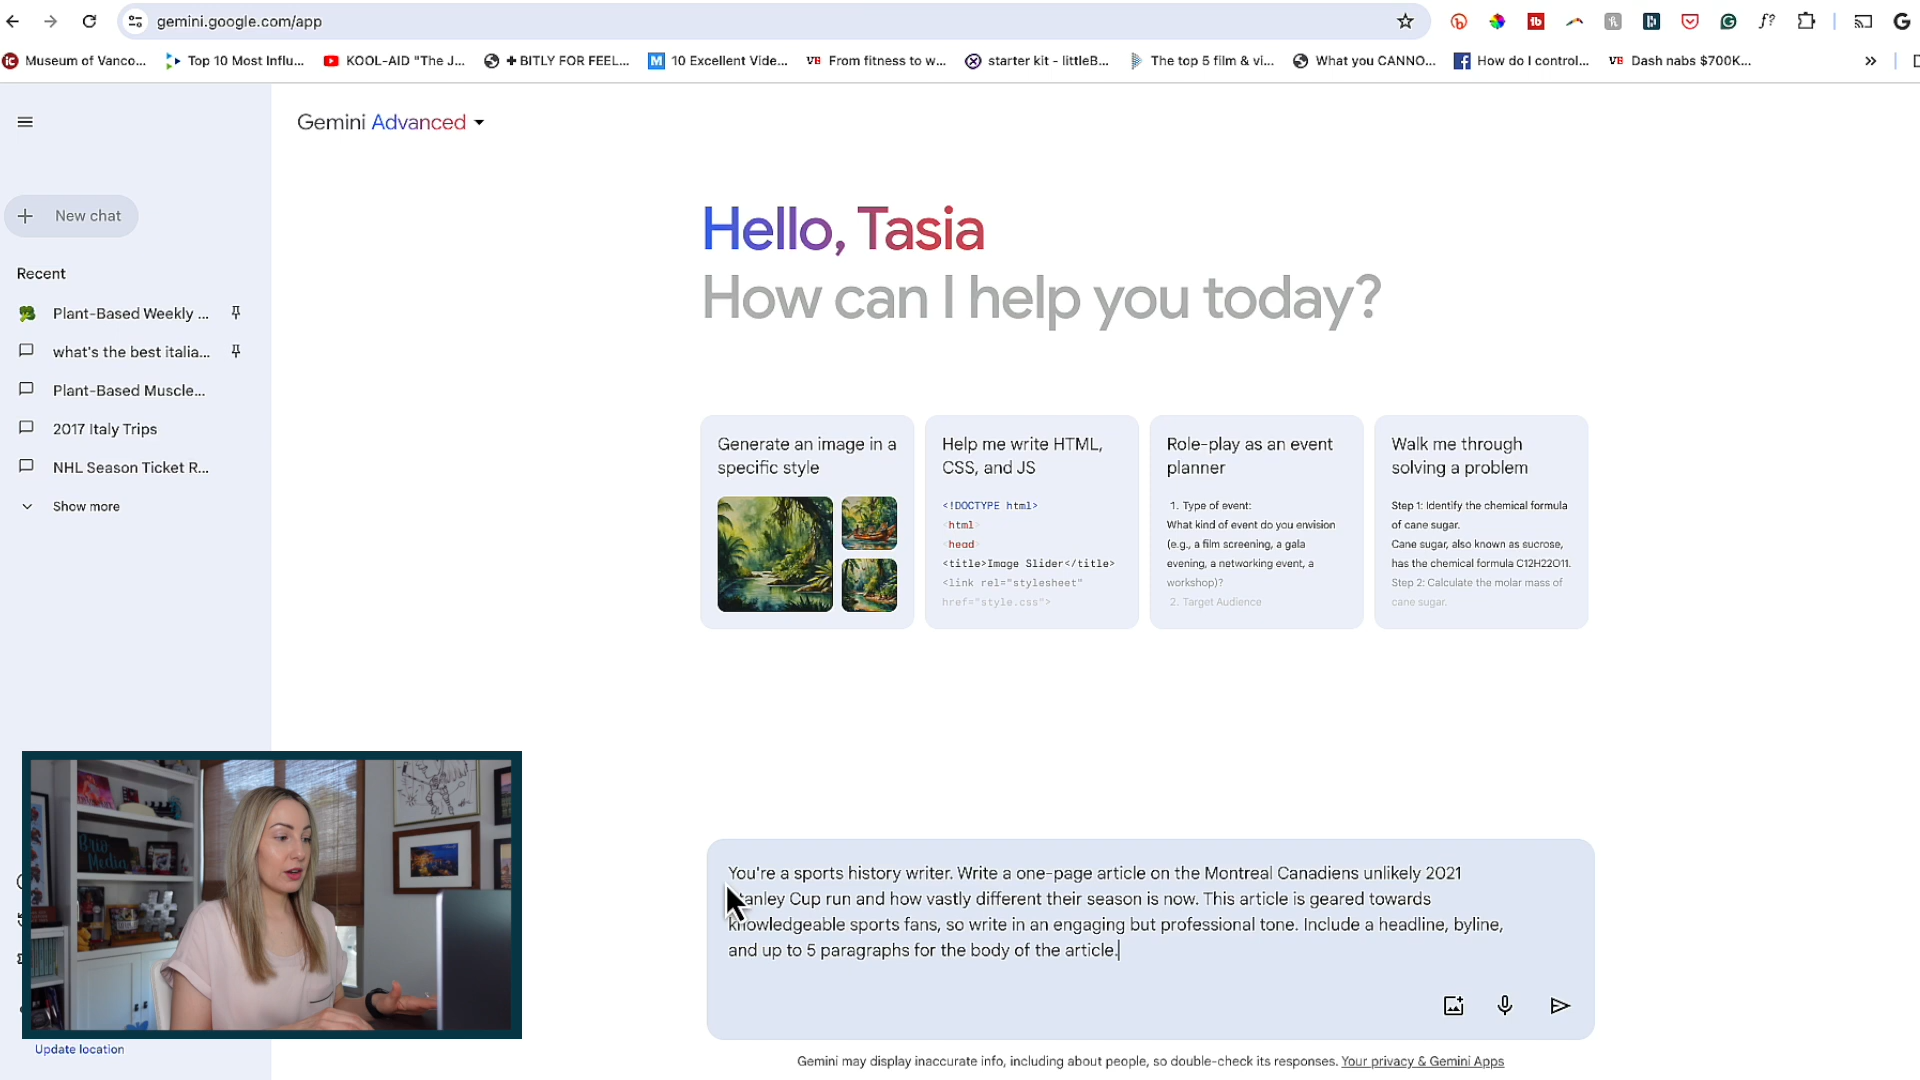 gemini.google.com/app
Museum of Vanco...
Top 10 Most Influ...
KOOL-AID "The J...
+ BITLY FOR FEEL...
10 Excellent Vide...
From fitness to w...
starter kit - littleB...
The top 5 film & vi...
What you CANNO...
How do I control...
Dash nabs $700K...
Gemini Advanced
New chat
Recent
Plant-Based Weekly ...
what's the best italia...
Plant-Based Muscle...
2017 Italy Trips
NHL Season Ticket R...
Show more
Hello, Tasia
How can I help you today?
Generate an image in a
specific style
Help me write HTML,
CSS, and JS
<!DOCTYPE html>
html
head
<title>Image Slider</title>
<link rel="stylesheet"
href="style.css">
Role-play as an event
planner
1. Type of event:
What kind of event do you envision
(e.g., a film screening, a gala
evening, a networking event, a
workshop)?
2. Target Audience
Walk me through
solving a problem
Step 1: Identify the chemical formula
of cane sugar.
Cane sugar, also known as sucrose,
has the chemical formula C12H22O11.
Step 2: Calculate the molar mass of
cane sugar.
You're a sports history writer. Write a one-page article on the Montreal Canadiens unlikely 2021
Stanley Cup run and how vastly different their season is now. This article is geared towards
knowledgeable sports fans, so write in an engaging but professional tone. Include a headline, byline,
and up to 5 paragraphs for the body of the article.
Brio
Media
Update location
Gemini may display inaccurate info, including about people, so double-check its responses. Your privacy & Gemini Apps